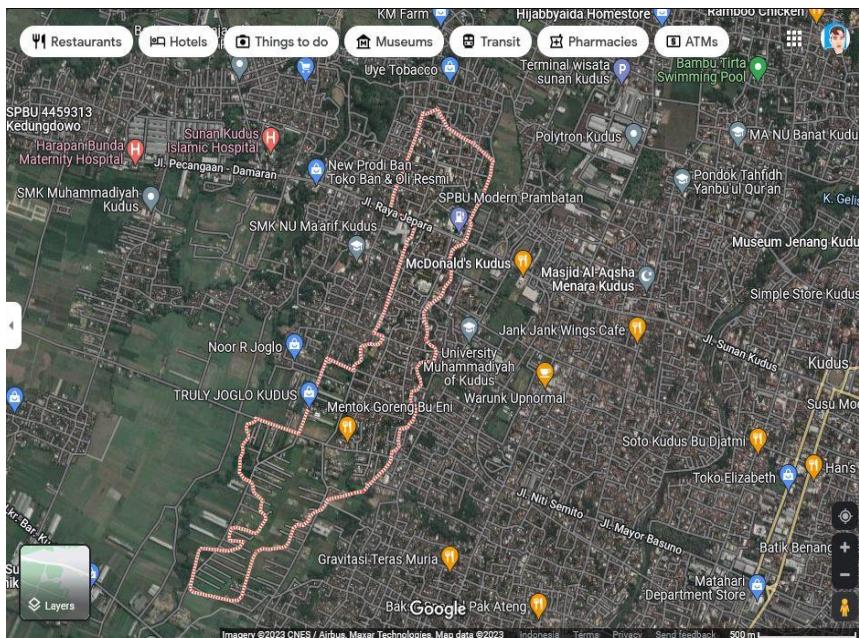 KM Farm
Hijabbyaida Homestore
Ramboo Chicken
Restaurants
Hotels
Things to do
Museums
Transit
Pharmacies
ATMs
Uye Tobacco
Terminal wisata
sunan kudus
Bambu Tirta
Swimming Pool
SPBU 4459313
Kedungdowo
Harapan Bunda
Maternity Hospital
Sunan Kudus
Islamic Hospital
Polytron Kudus
MA NU Banat Kudu
Jl. Pecangaan - Damaran
New Prodi Ban
Toko Ban & Oli Resmi
Pondok Tahfidh
Yanbu'ul Qur'an
SMK Muhammadiyah
Kudus
SPBU Modern Prambatan
K. Gelis
Jl. Raya Jepara
SMK NU Ma'arif Kudus
Museum Jenang Kudu
McDonald's Kudus
Masjid Al-Aqsha
Menara Kudus
Simple Store Kudus
Jank Jank Wings Cafe
Noor R Joglo
University
Muhammadiyah
of Kudus
Jl. Sunan Kudus
Kudus
TRULY JOGLO KUDUS
Mentok Goreng Bu Eni
Warunk Upnormal
Susu Mo
Soto Kudus Bu Djatmi
Han's
Toko Elizabeth
Jl. Niti Semito
Jl. Mayor Basuno
Gravitasi Teras Muria
Batik Benang
Matahari
Department Store
Layers
Google
Pak Ateng
Imagery ©2023 CNES / Airbus, Maxar Technologies, Map data ©2023
Indonesia
Terms
Privacy
Send feedback
500 m